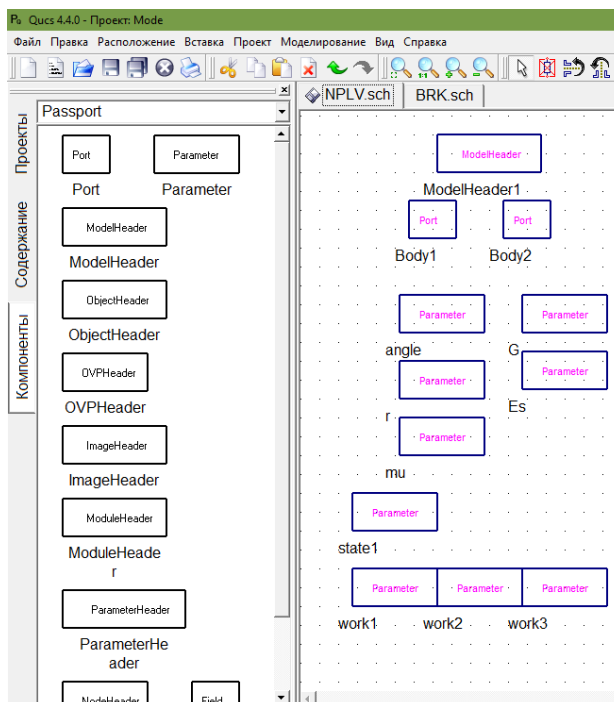 Qucs 4.4.0 - Проект: Mode
Файл Правка Расположение Вставка Проект Моделирование Вид Справка
Проекты
Содержание
Компоненты
Passport
Port
Parameter
Port
Parameter
ModelHeader
ModelHeader
ObjectHeader
ObjectHeader
OVPHeader
OVPHeader
ImageHeader
ImageHeader
ModuleHeader
ModuleHeade
r
ParameterHeader
ParameterHe
ader
NodeHeader
Field
NPLV.sch
BRK.sch
ModelHeader
ModelHeader1
Port
Port
Body1
Body2
Parameter
Parameter
angle
G
Parameter
Parameter
r
Es
Parameter
mu
Parameter
state1
Parameter
Parameter
Parameter
work1
work2
work3